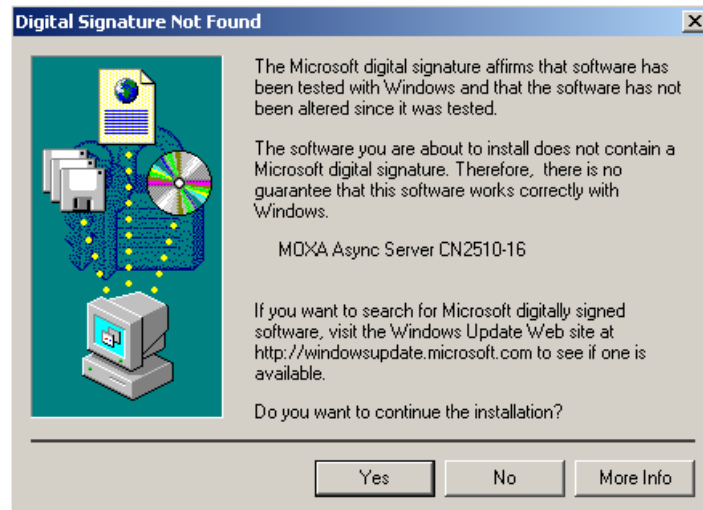 Digital Signature Not Found
The Microsoft digital signature affirms that software has
been tested with Windows and that the software has not
been altered since it was tested.
The software you are about to install does not contain a
Microsoft digital signature. Therefore, there is no
guarantee that this software works correctly with
Windows.
MOXA Async Server CN2510-16
If you want to search for Microsoft digitally signed
software, visit the Windows Update Web site at
http://windowsupdate.microsoft.com to see if one is
available.
Do you want to continue the installation?
Yes
No
More Info